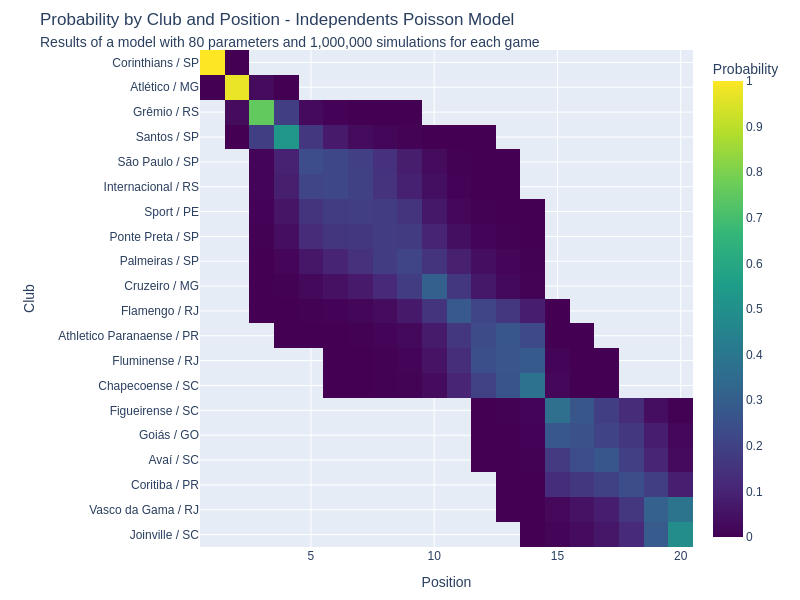 Probability by Club and Position - Independents Poisson Model
Results of a model with 80 parameters and 1,000,000 simulations for each game
Probability
Corinthians / SP
Atlético / MG
Grêmio / RS
Santos / SP
São Paulo / SP
Internacional / RS
Sport / PE
Ponte Preta / SP
Palmeiras / SP
Cruzeiro / MG
Flamengo / RJ
Athletico Paranaense / PR
Fluminense / RJ
Chapecoense / SC
Figueirense / SC
Goiás / GO
Avaí / SC
Coritiba / PR
Vasco da Gama / RJ
Joinville / SC
Club
5 10 15 20
Position
1
0.9
0.8
0.7
0.6
0.5
0.4
0.3
0.2
0.1
0